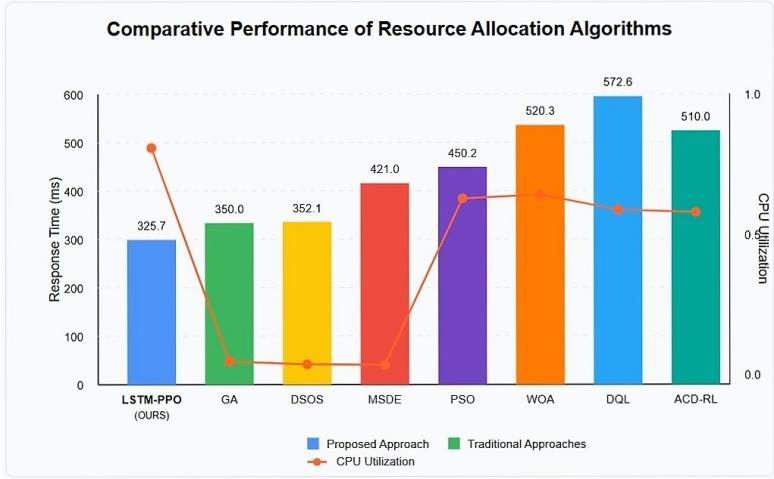 Comparative Performance of Resource Allocation Algorithms
600
500
400
300
200
100
0
Response Time (ms)
325.7
350.0
352.1
421.0
450.2
520.3
572.6
510.0
1.0
0.5
0.0
CPU Utilization
LSTM-PPO
(OURS)
GA
DSOS
MSDE
PSO
WOA
DQL
ACD-RL
Proposed Approach
Traditional Approaches
CPU Utilization